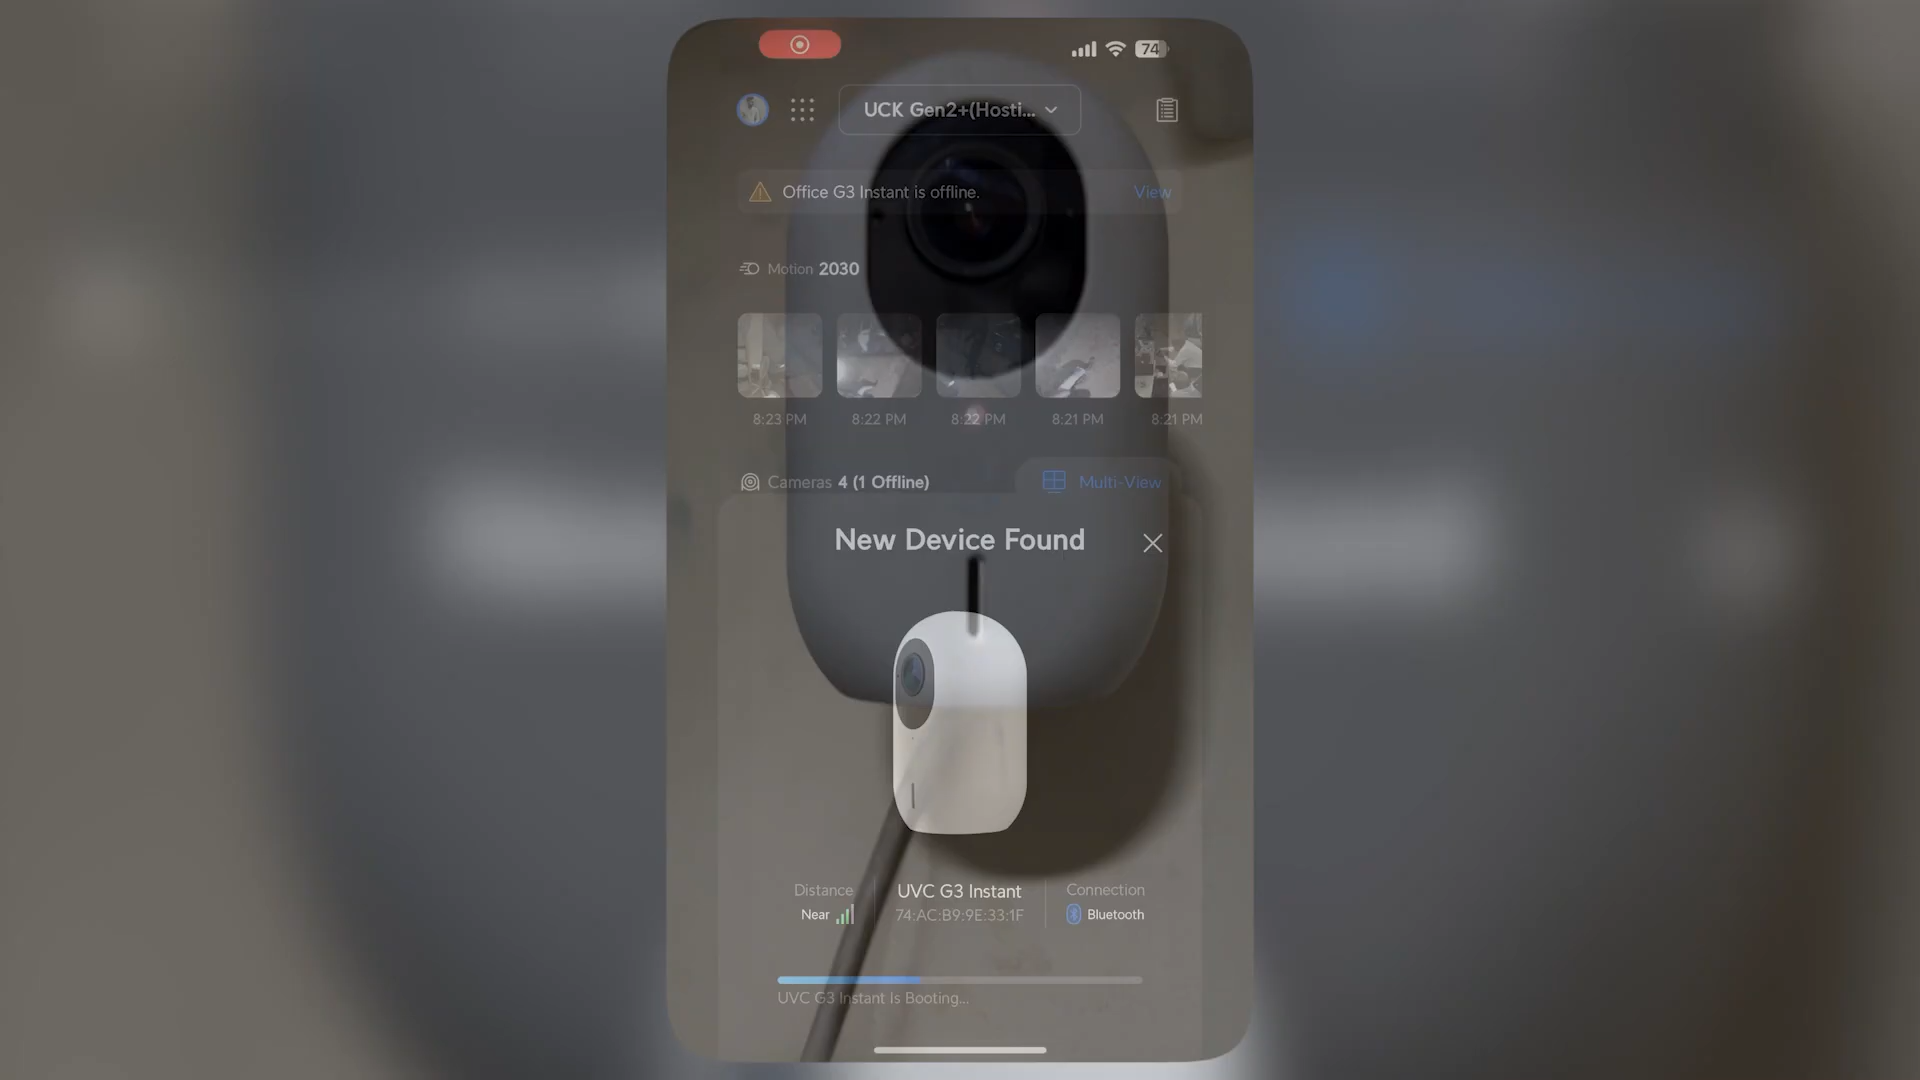 74
UCK Gen2+(Hosti...
Office G3 Instant is offline.
View
Motion 2030
8:23 PM
8:22 PM
8:22 PM
8:21 PM
8:21 PM
Cameras 4 (1 Offline)
Multi-View
New Device Found
Distance
Near
UVC G3 Instant
74:AC:B9:9E:33:1F
Connection
Bluetooth
UVC G3 Instant Is Booting...